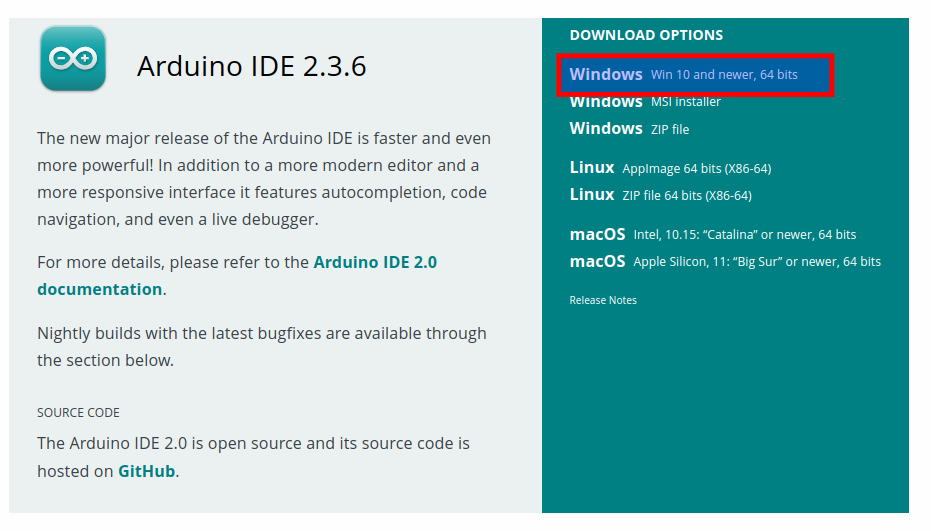 Arduino IDE 2.3.6
The new major release of the Arduino IDE is faster and even
more powerful! In addition to a more modern editor and a
more responsive interface it features autocompletion, code
navigation, and even a live debugger.
For more details, please refer to the Arduino IDE 2.0
documentation.
Nightly builds with the latest bugfixes are available through
the section below.
SOURCE CODE
The Arduino IDE 2.0 is open source and its source code is
hosted on GitHub.
DOWNLOAD OPTIONS
Windows Win 10 and newer, 64 bits
Windows MSI installer
Windows ZIP file
Linux AppImage 64 bits (X86-64)
Linux ZIP file 64 bits (X86-64)
macOS Intel, 10.15: “Catalina” or newer, 64 bits
macOS Apple Silicon, 11: “Big Sur” or newer, 64 bits
Release Notes